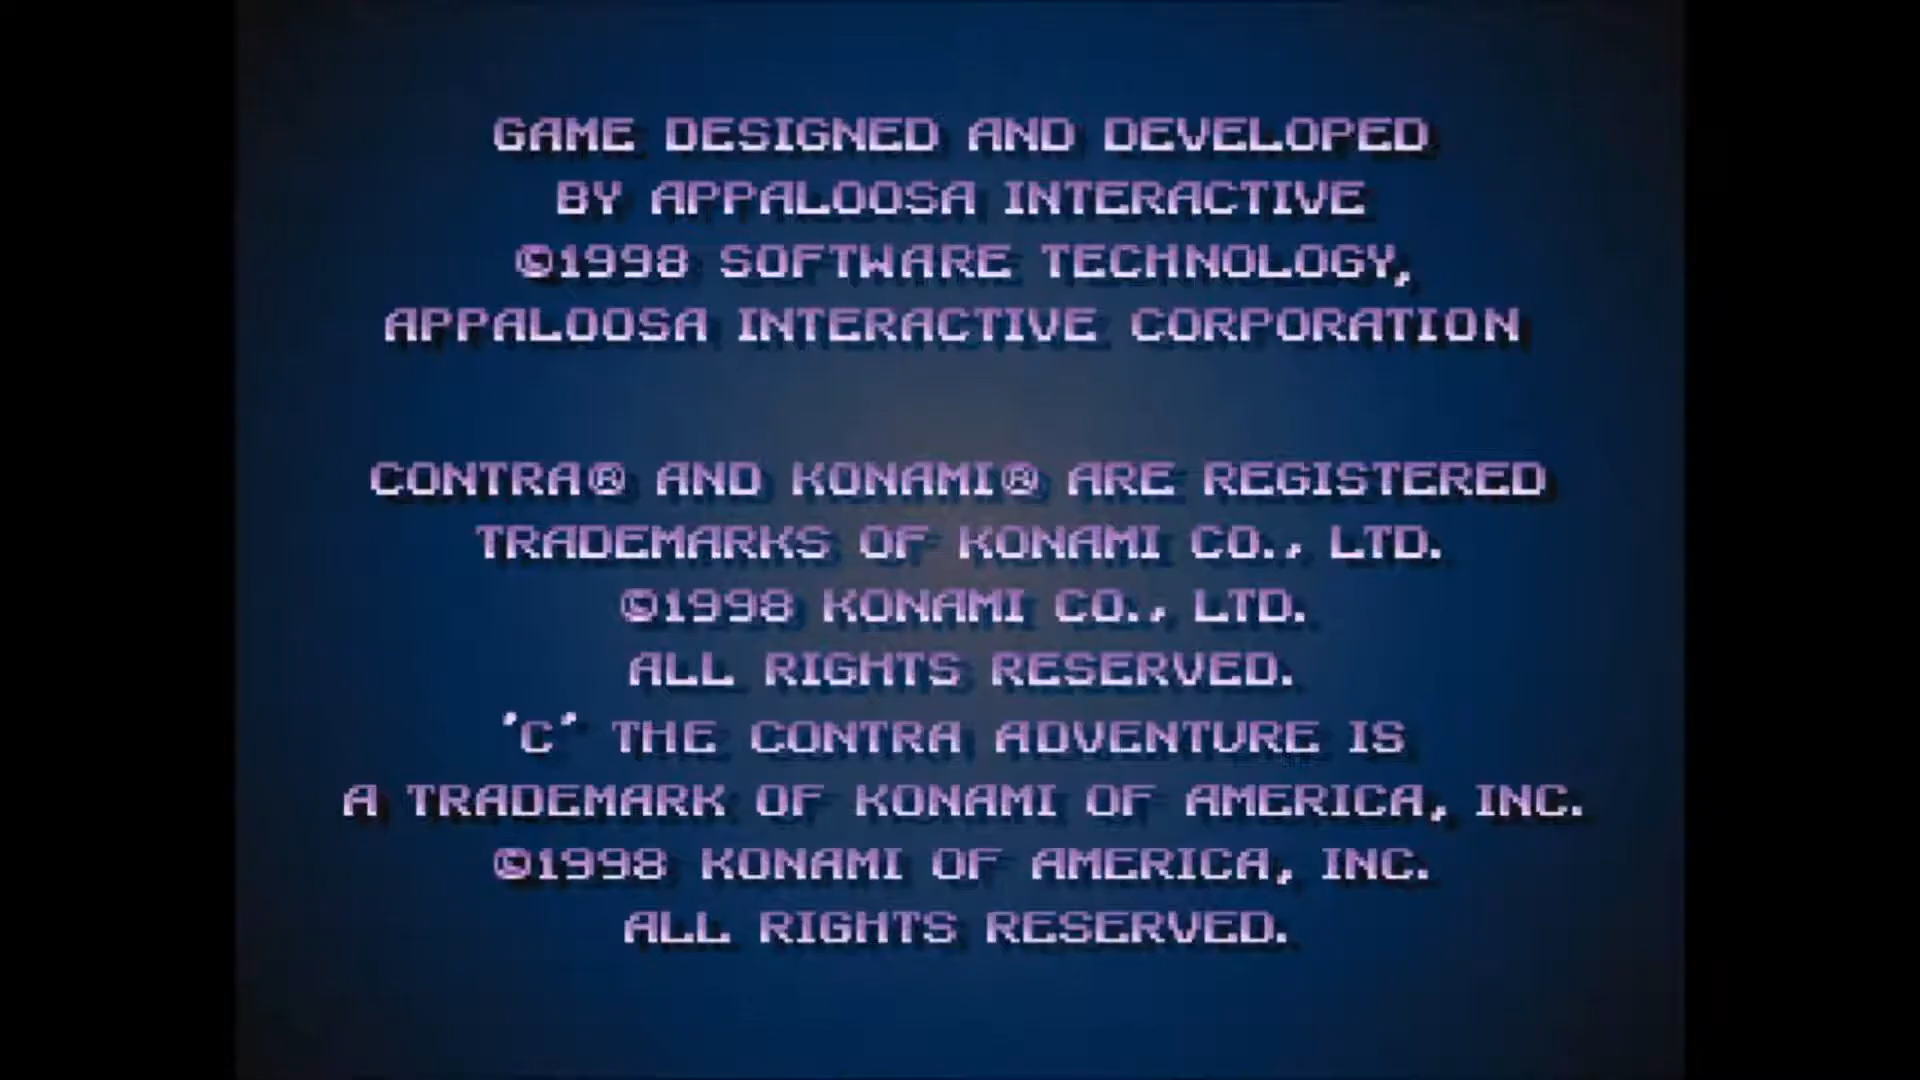 GAME DESIGNED AND DEVELOPED
BY APPALOOSA INTERACTIVE
©1998 SOFTWARE TECHNOLOGY,
APPALOOSA INTERACTIVE CORPORATION
CONTRA® AND KONAMI® ARE REGISTERED
TRADEMARKS OF KONAMI CO., LTD.
©1998 KONAMI CO., LTD.
ALL RIGHTS RESERVED.
"C" THE CONTRA ADVENTURE IS
A TRADEMARK OF KONAMI OF AMERICA, INC.
©1998 KONAMI OF AMERICA, INC.
ALL RIGHTS RESERVED.